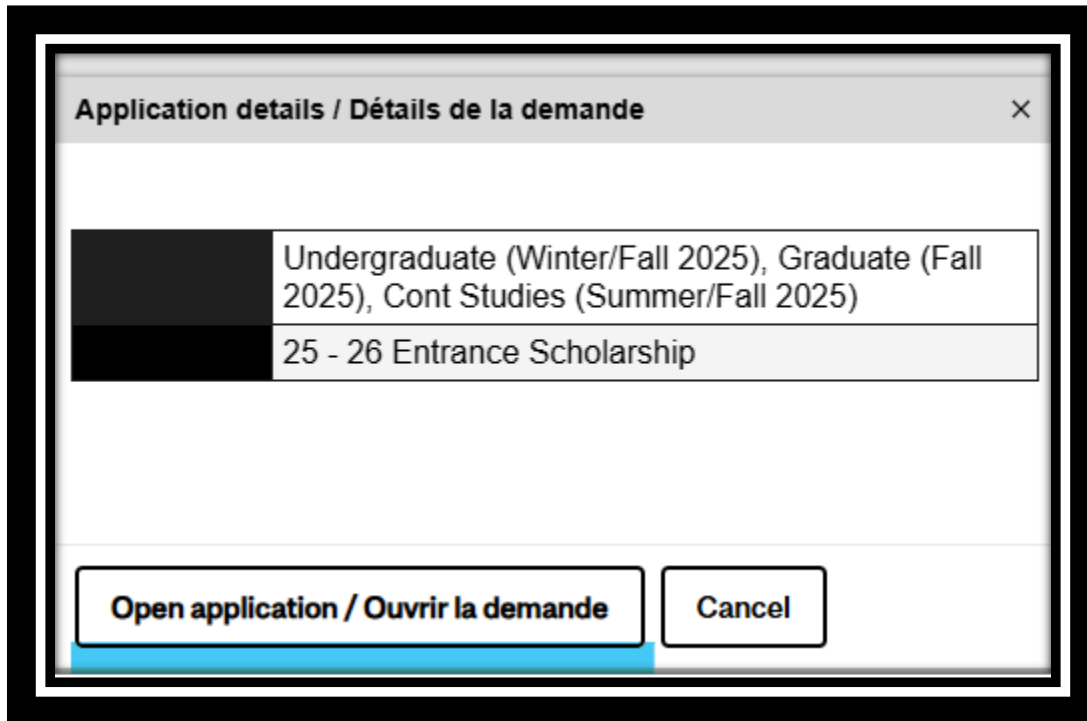 Application details / Détails de la demande
×
Undergraduate (Winter/Fall 2025), Graduate (Fall
2025), Cont Studies (Summer/Fall 2025)
25 - 26 Entrance Scholarship
Open application / Ouvrir la demande
Cancel